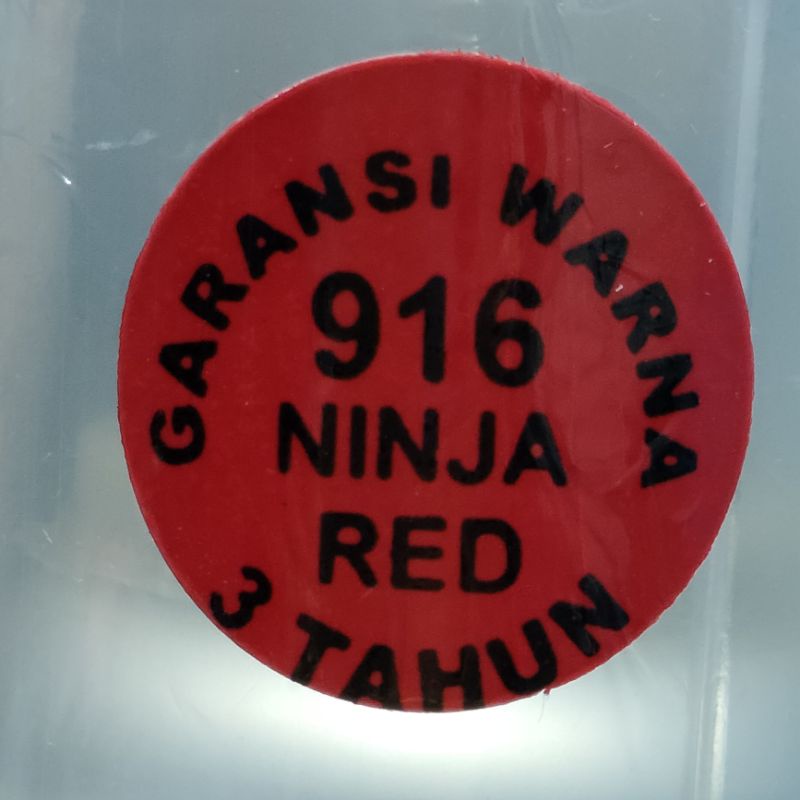 GARANSI WARNA
916
NINJA
RED
3 TAHUN